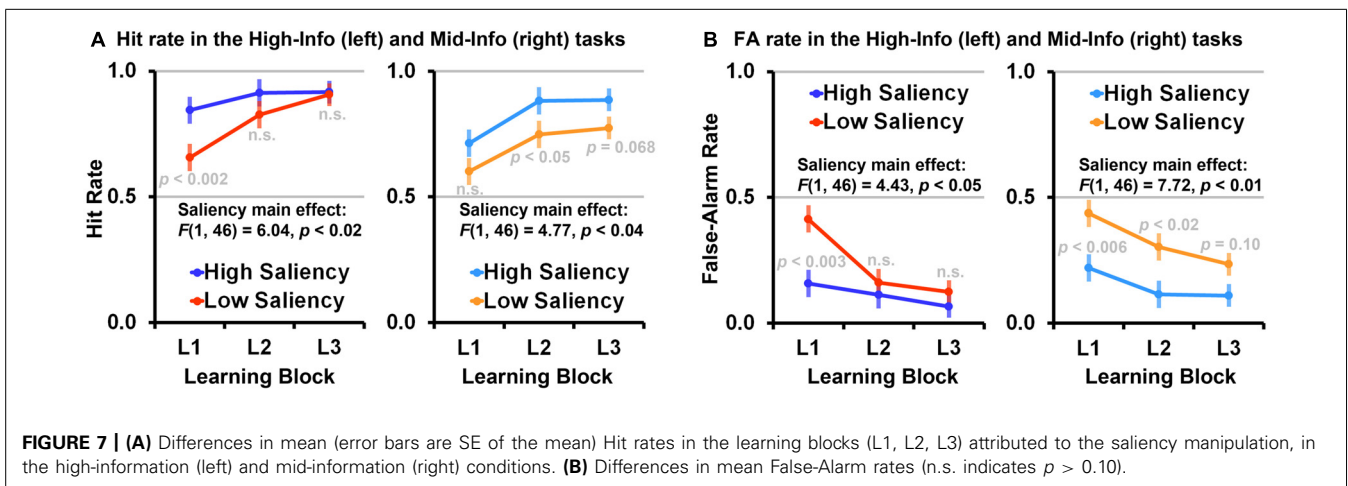 A Hit rate in the High-Info (left) and Mid-Info (right) tasks
Hit Rate
1.0
0.5
0.0
p < 0.002
n.s.
n.s.
Saliency main effect:
F(1, 46) = 6.04, p < 0.02
High Saliency
Low Saliency
L1 L2 L3
Learning Block
1.0
0.5
0.0
n.s.
p < 0.05
p = 0.068
Saliency main effect:
F(1, 46) = 4.77, p < 0.04
High Saliency
Low Saliency
L1 L2 L3
Learning Block
B FA rate in the High-Info (left) and Mid-Info (right) tasks
False-Alarm Rate
1.0
0.5
0.0
High Saliency
Low Saliency
Saliency main effect:
F(1, 46) = 4.43, p < 0.05
p < 0.003
n.s.
n.s.
L1 L2 L3
Learning Block
1.0
0.5
0.0
High Saliency
Low Saliency
Saliency main effect:
F(1, 46) = 7.72, p < 0.01
p < 0.006
p < 0.02
p = 0.10
L1 L2 L3
Learning Block
FIGURE 7 | (A) Differences in mean (error bars are SE of the mean) Hit rates in the learning blocks (L1, L2, L3) attributed to the saliency manipulation, in
the high-information (left) and mid-information (right) conditions. (B) Differences in mean False-Alarm rates (n.s. indicates p > 0.10).